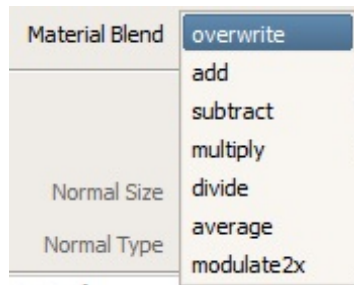 Material Blend overwrite
add
subtract
multiply
Normal Size divide
average
Normal Type
modulate2x